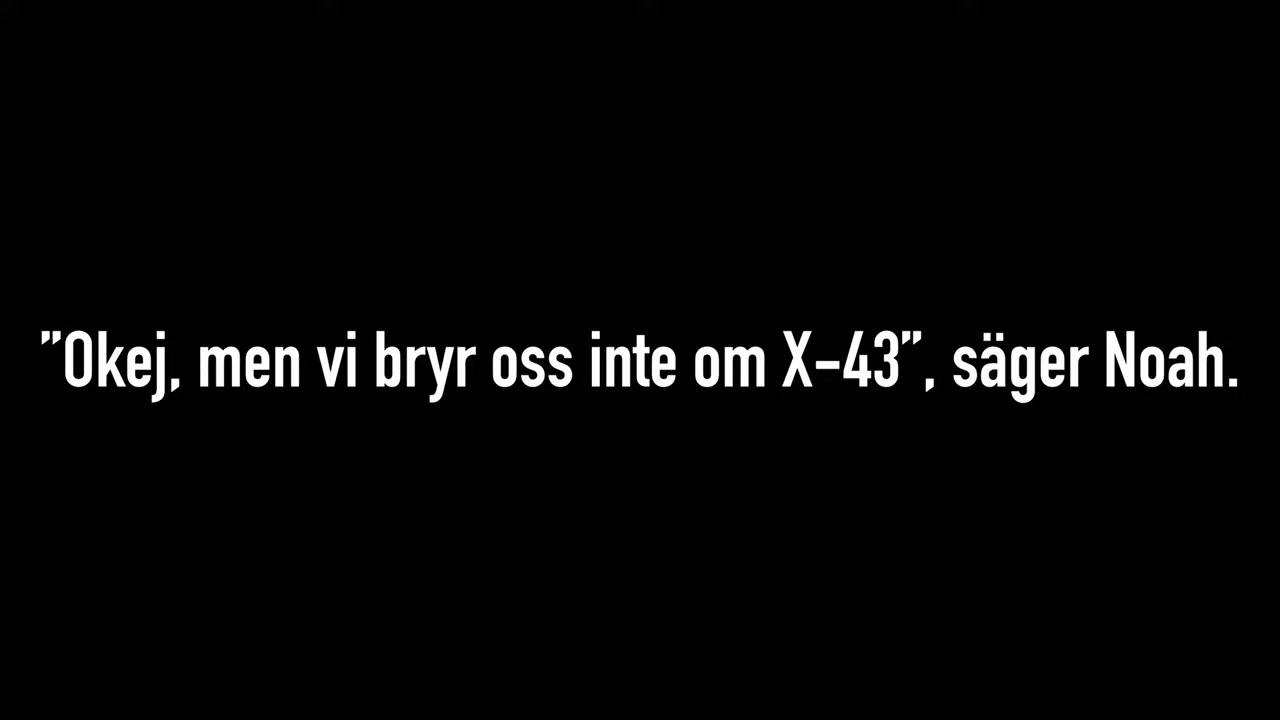 ”Okej, men vi bryr oss inte om X-43”, säger Noah.